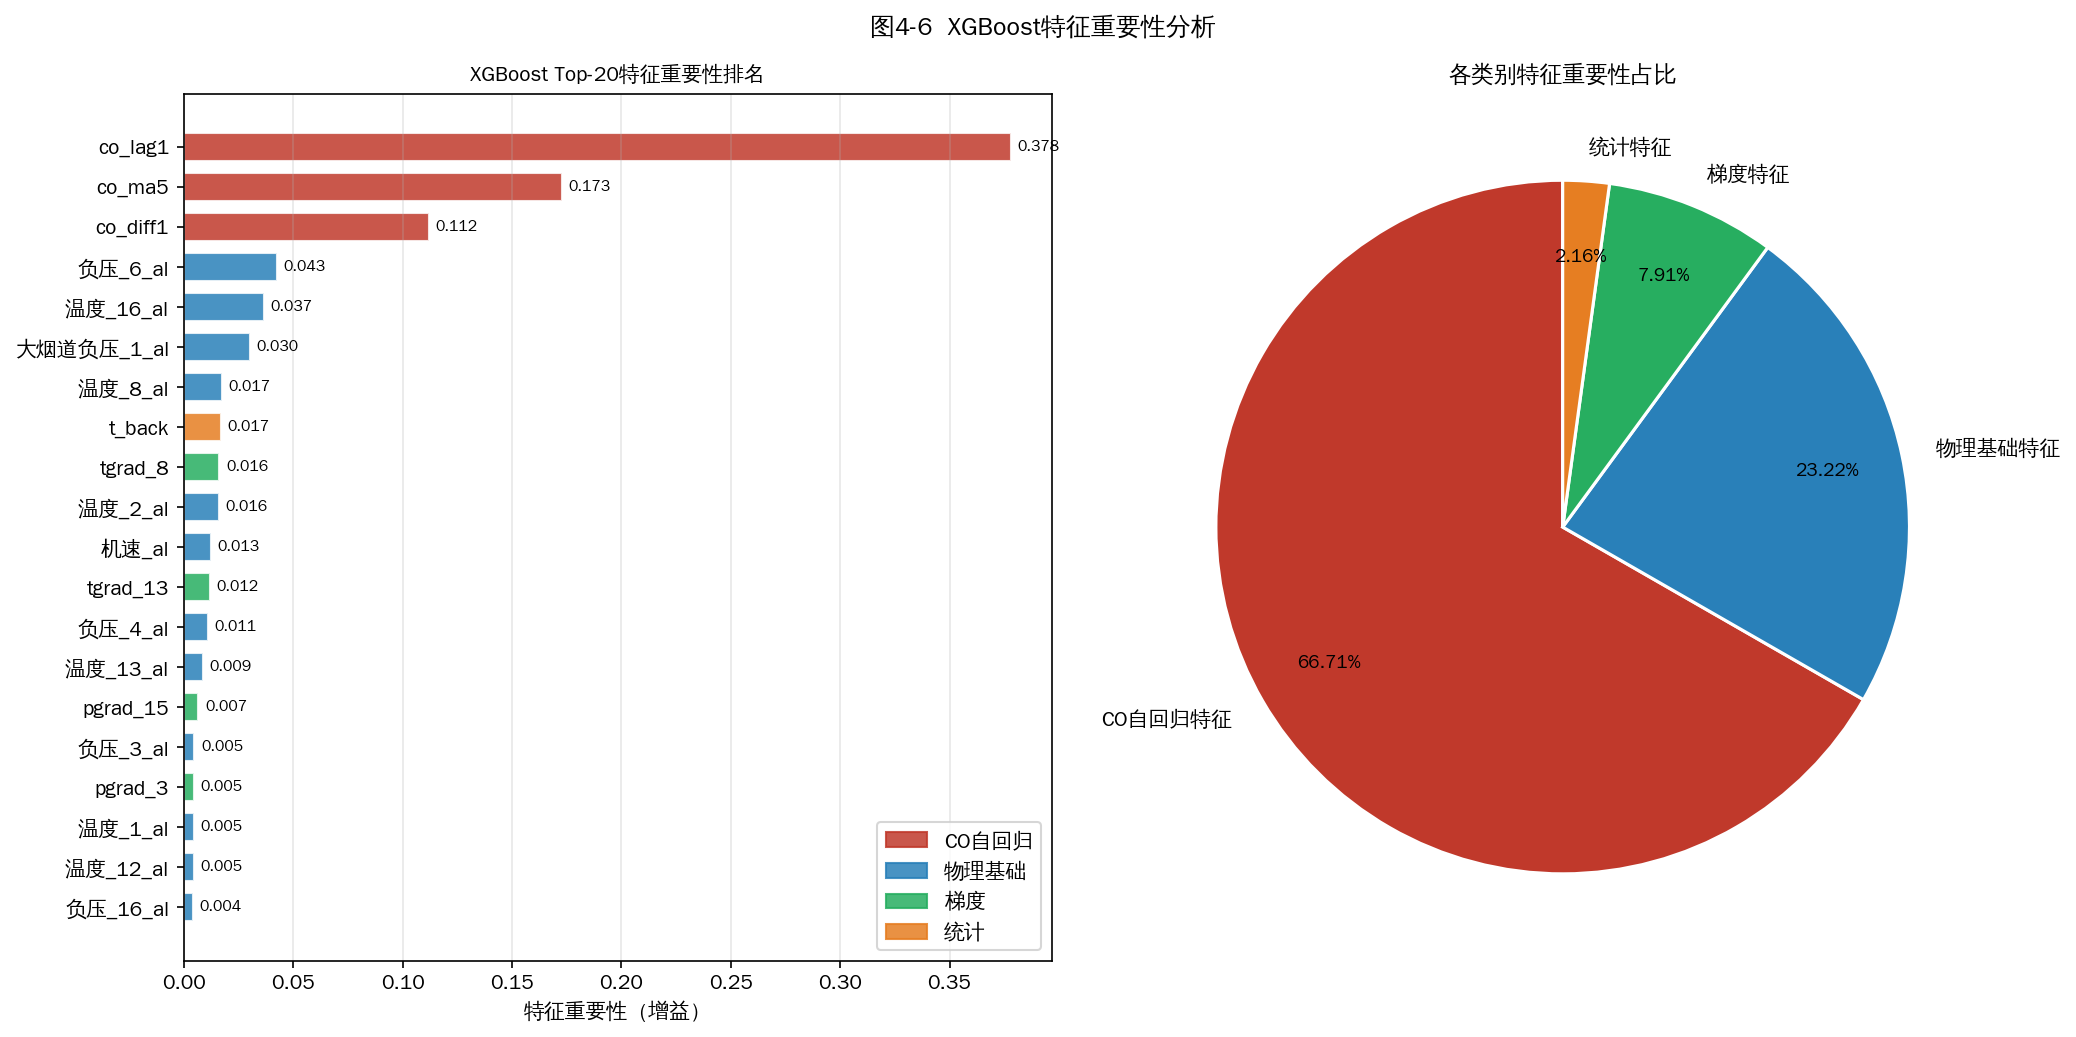 图4-6 XGBoost特征重要性分析
XGBoost Top-20特征重要性排名
co_lag1
0.378
co_ma5
0.173
co_diff1
0.112
负压_6_al
0.043
温度_16_al
0.037
大烟道负压_1_al
0.030
温度_8_al
0.017
t_back
0.017
tgrad_8
0.016
温度_2_al
0.016
机速_al
0.013
tgrad_13
0.012
负压_4_al
0.011
温度_13_al
0.009
pgrad_15
0.007
负压_3_al
0.005
pgrad_3
0.005
温度_1_al
0.005
温度_12_al
0.005
负压_16_al
0.004
CO自回归
物理基础
梯度
统计
0.00 0.05 0.10 0.15 0.20 0.25 0.30 0.35
特征重要性（增益）
各类别特征重要性占比
统计特征
梯度特征
2.16%
7.91%
物理基础特征
23.22%
66.71%
CO自回归特征